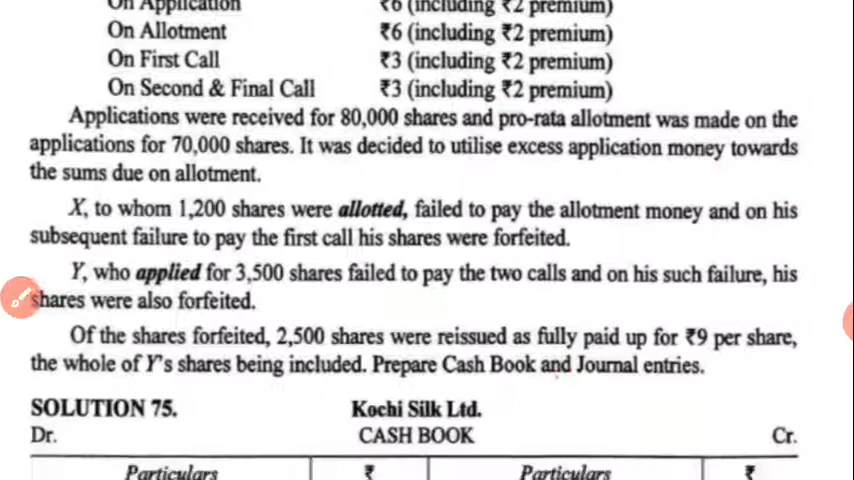 On Application ₹6 (including ₹2 premium)
On Allotment ₹6 (including ₹2 premium)
On First Call ₹3 (including ₹2 premium)
On Second & Final Call ₹3 (including ₹2 premium)
Applications were received for 80,000 shares and pro-rata allotment was made on the
applications for 70,000 shares. It was decided to utilise excess application money towards
the sums due on allotment.
X, to whom 1,200 shares were allotted, failed to pay the allotment money and on his
subsequent failure to pay the first call his shares were forfeited.
Y, who applied for 3,500 shares failed to pay the two calls and on his such failure, his
shares were also forfeited.
Of the shares forfeited, 2,500 shares were reissued as fully paid up for ₹9 per share,
the whole of Y's shares being included. Prepare Cash Book and Journal entries.
SOLUTION 75. Kochi Silk Ltd.
Dr. CASH BOOK Cr.
Particulars ₹ Particulars ₹